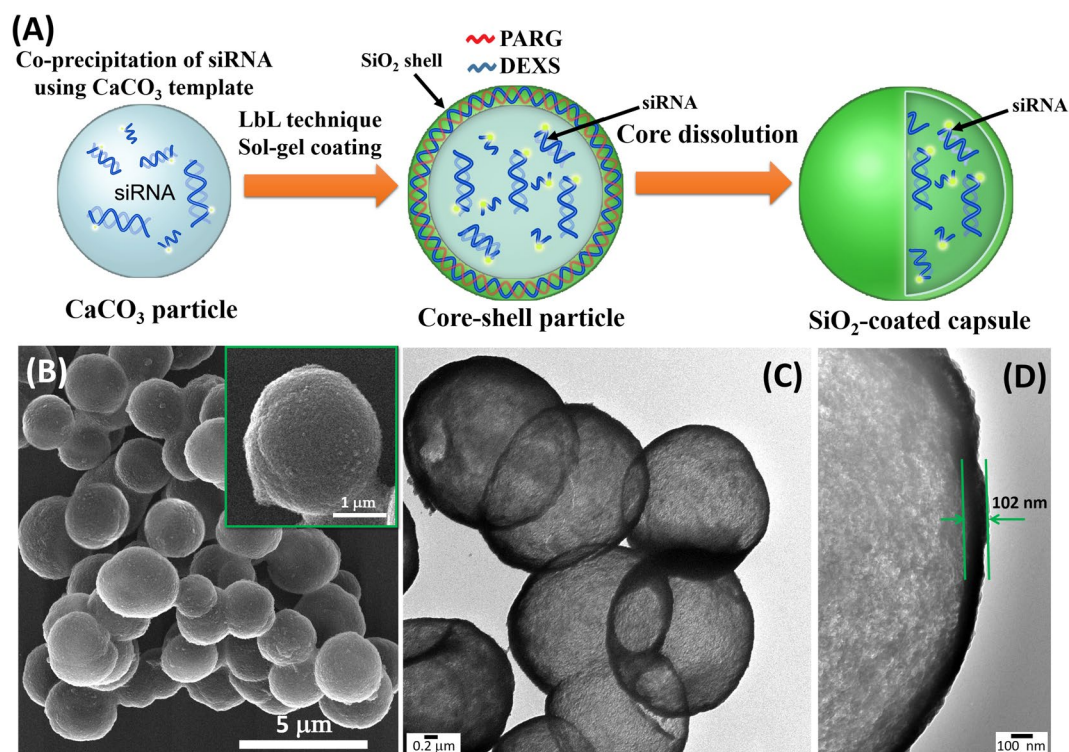 (A)
Co-precipitation of siRNA
using CaCO₃ template
siRNA
CaCO₃ particle
LbL technique
Sol-gel coating
SiO₂ shell
PARG
DEXS
siRNA
Core-shell particle
Core dissolution
siRNA
SiO₂-coated capsule
(B)
1 μm
5 μm
(C)
0.2 μm
(D)
102 nm
100 nm